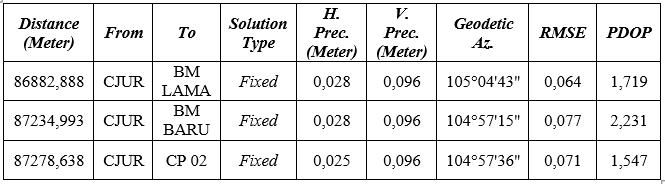 Distance (Meter) From To Solution Type H. Prec. (Meter) V. Prec. (Meter) Geodetic Az. RMSE PDOP
86882,888 CJUR BM LAMA Fixed 0,028 0,096 105°04'43" 0,064 1,719
87234,993 CJUR BM BARU Fixed 0,028 0,096 104°57'15" 0,077 2,231
87278,638 CJUR CP 02 Fixed 0,025 0,096 104°57'36" 0,071 1,547